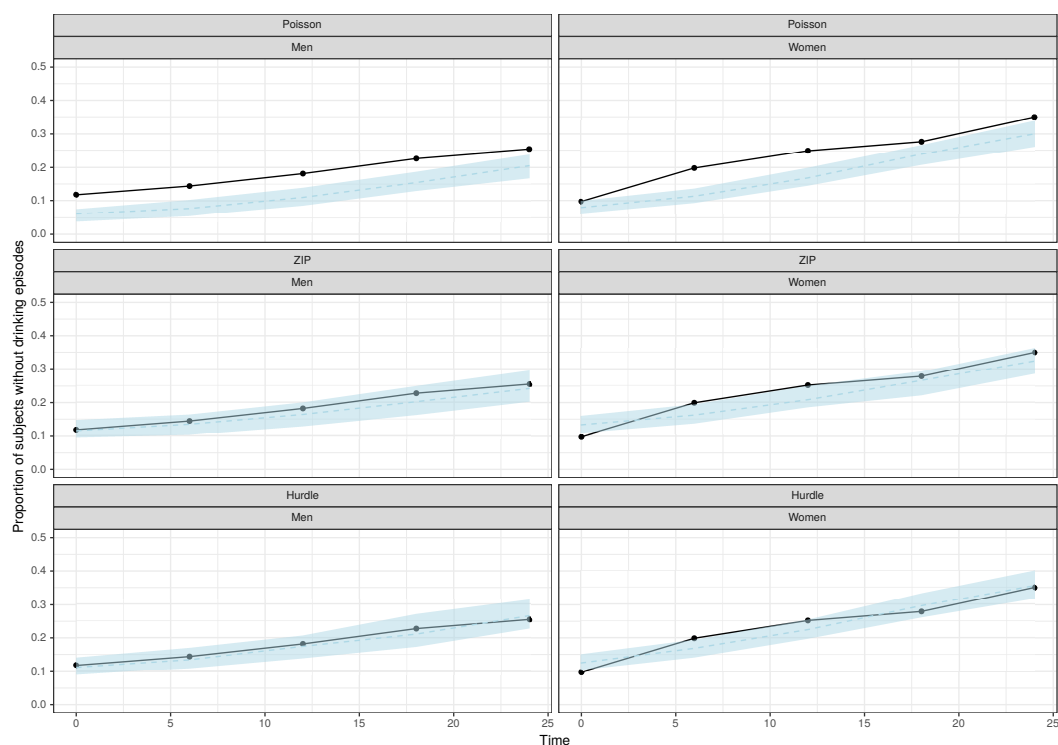 Poisson
Men
Poisson
Women
0.5
0.4
0.3
0.2
0.1
0.0
ZIP
Men
ZIP
Women
0.5
0.4
0.3
0.2
0.1
0.0
Hurdle
Men
Hurdle
Women
0.5
0.4
0.3
0.2
0.1
0.0
Proportion of subjects without drinking episodes
0 5 10 15 20 25
0 5 10 15 20 25
Time